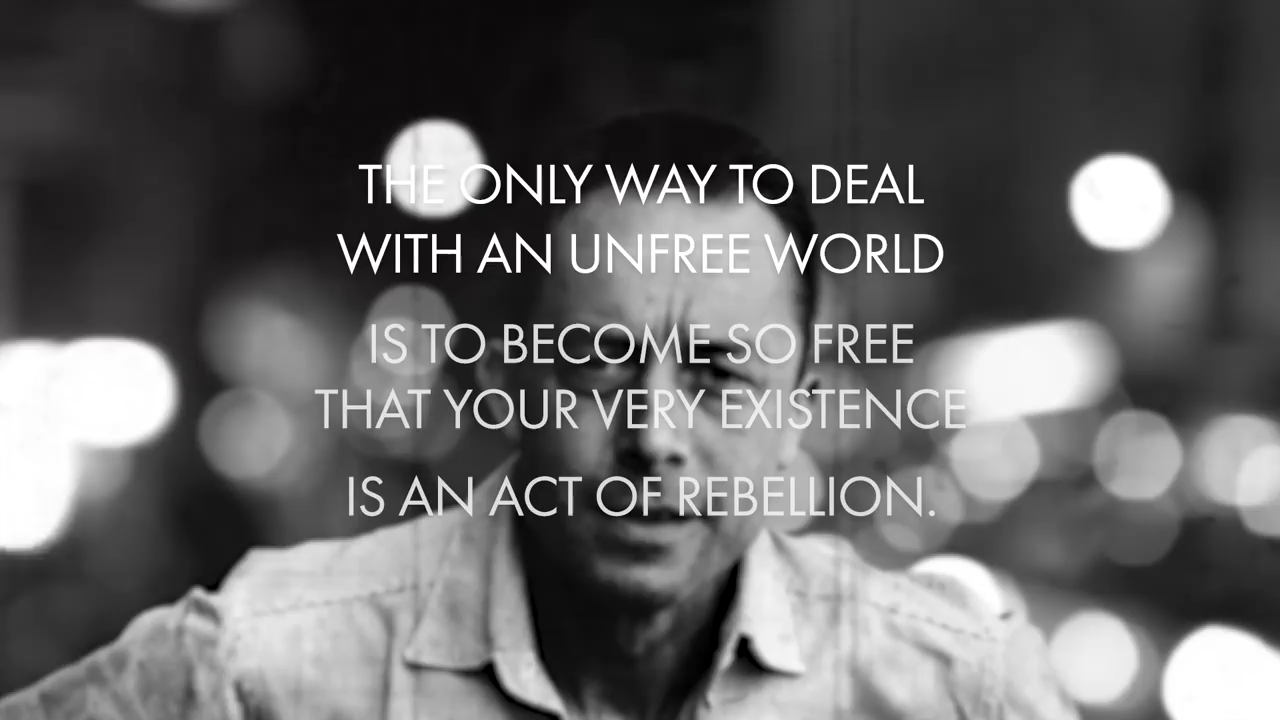 THE ONLY WAY TO DEAL
WITH AN UNFREE WORLD
IS TO BECOME SO FREE
THAT YOUR VERY EXISTENCE
IS AN ACT OF REBELLION.